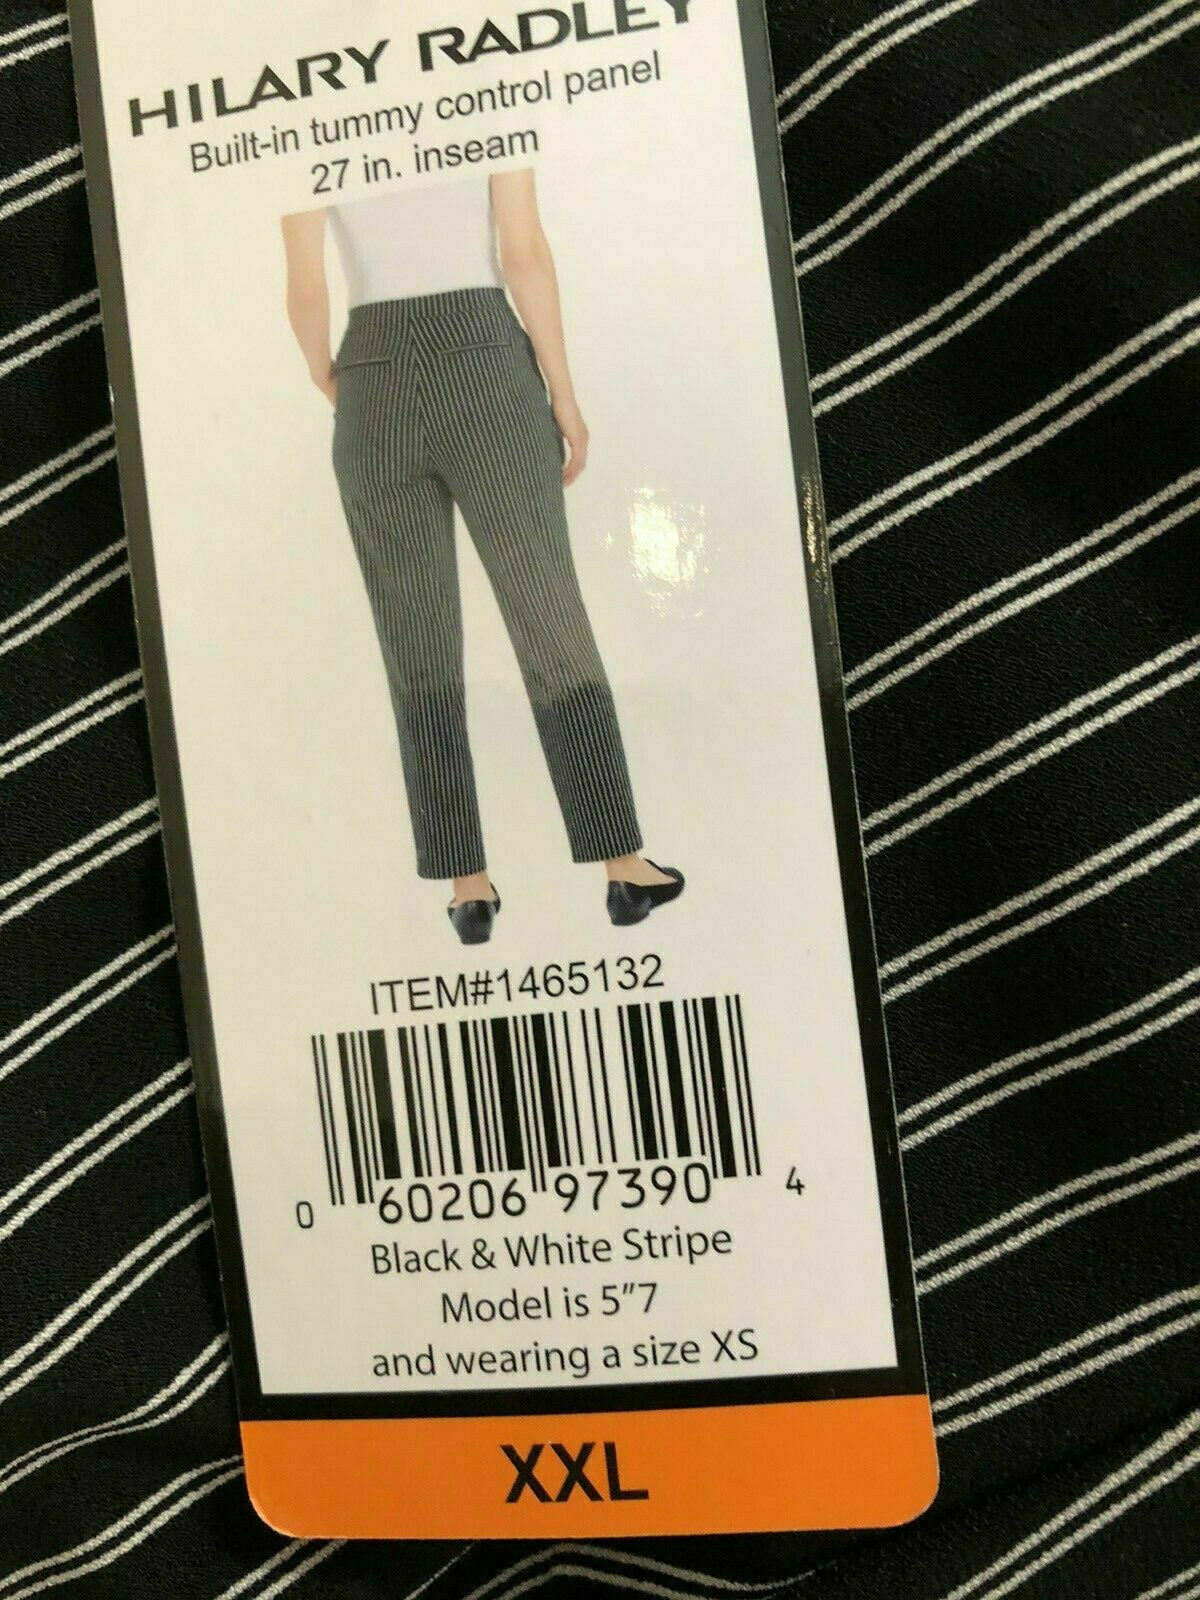 HILARY RADLEY
Built-in tummy control panel
27 in. inseam
ITEM#1465132
0 60206 97390 4
Black & White Stripe
Model is 5"7
and wearing a size XS
XXL